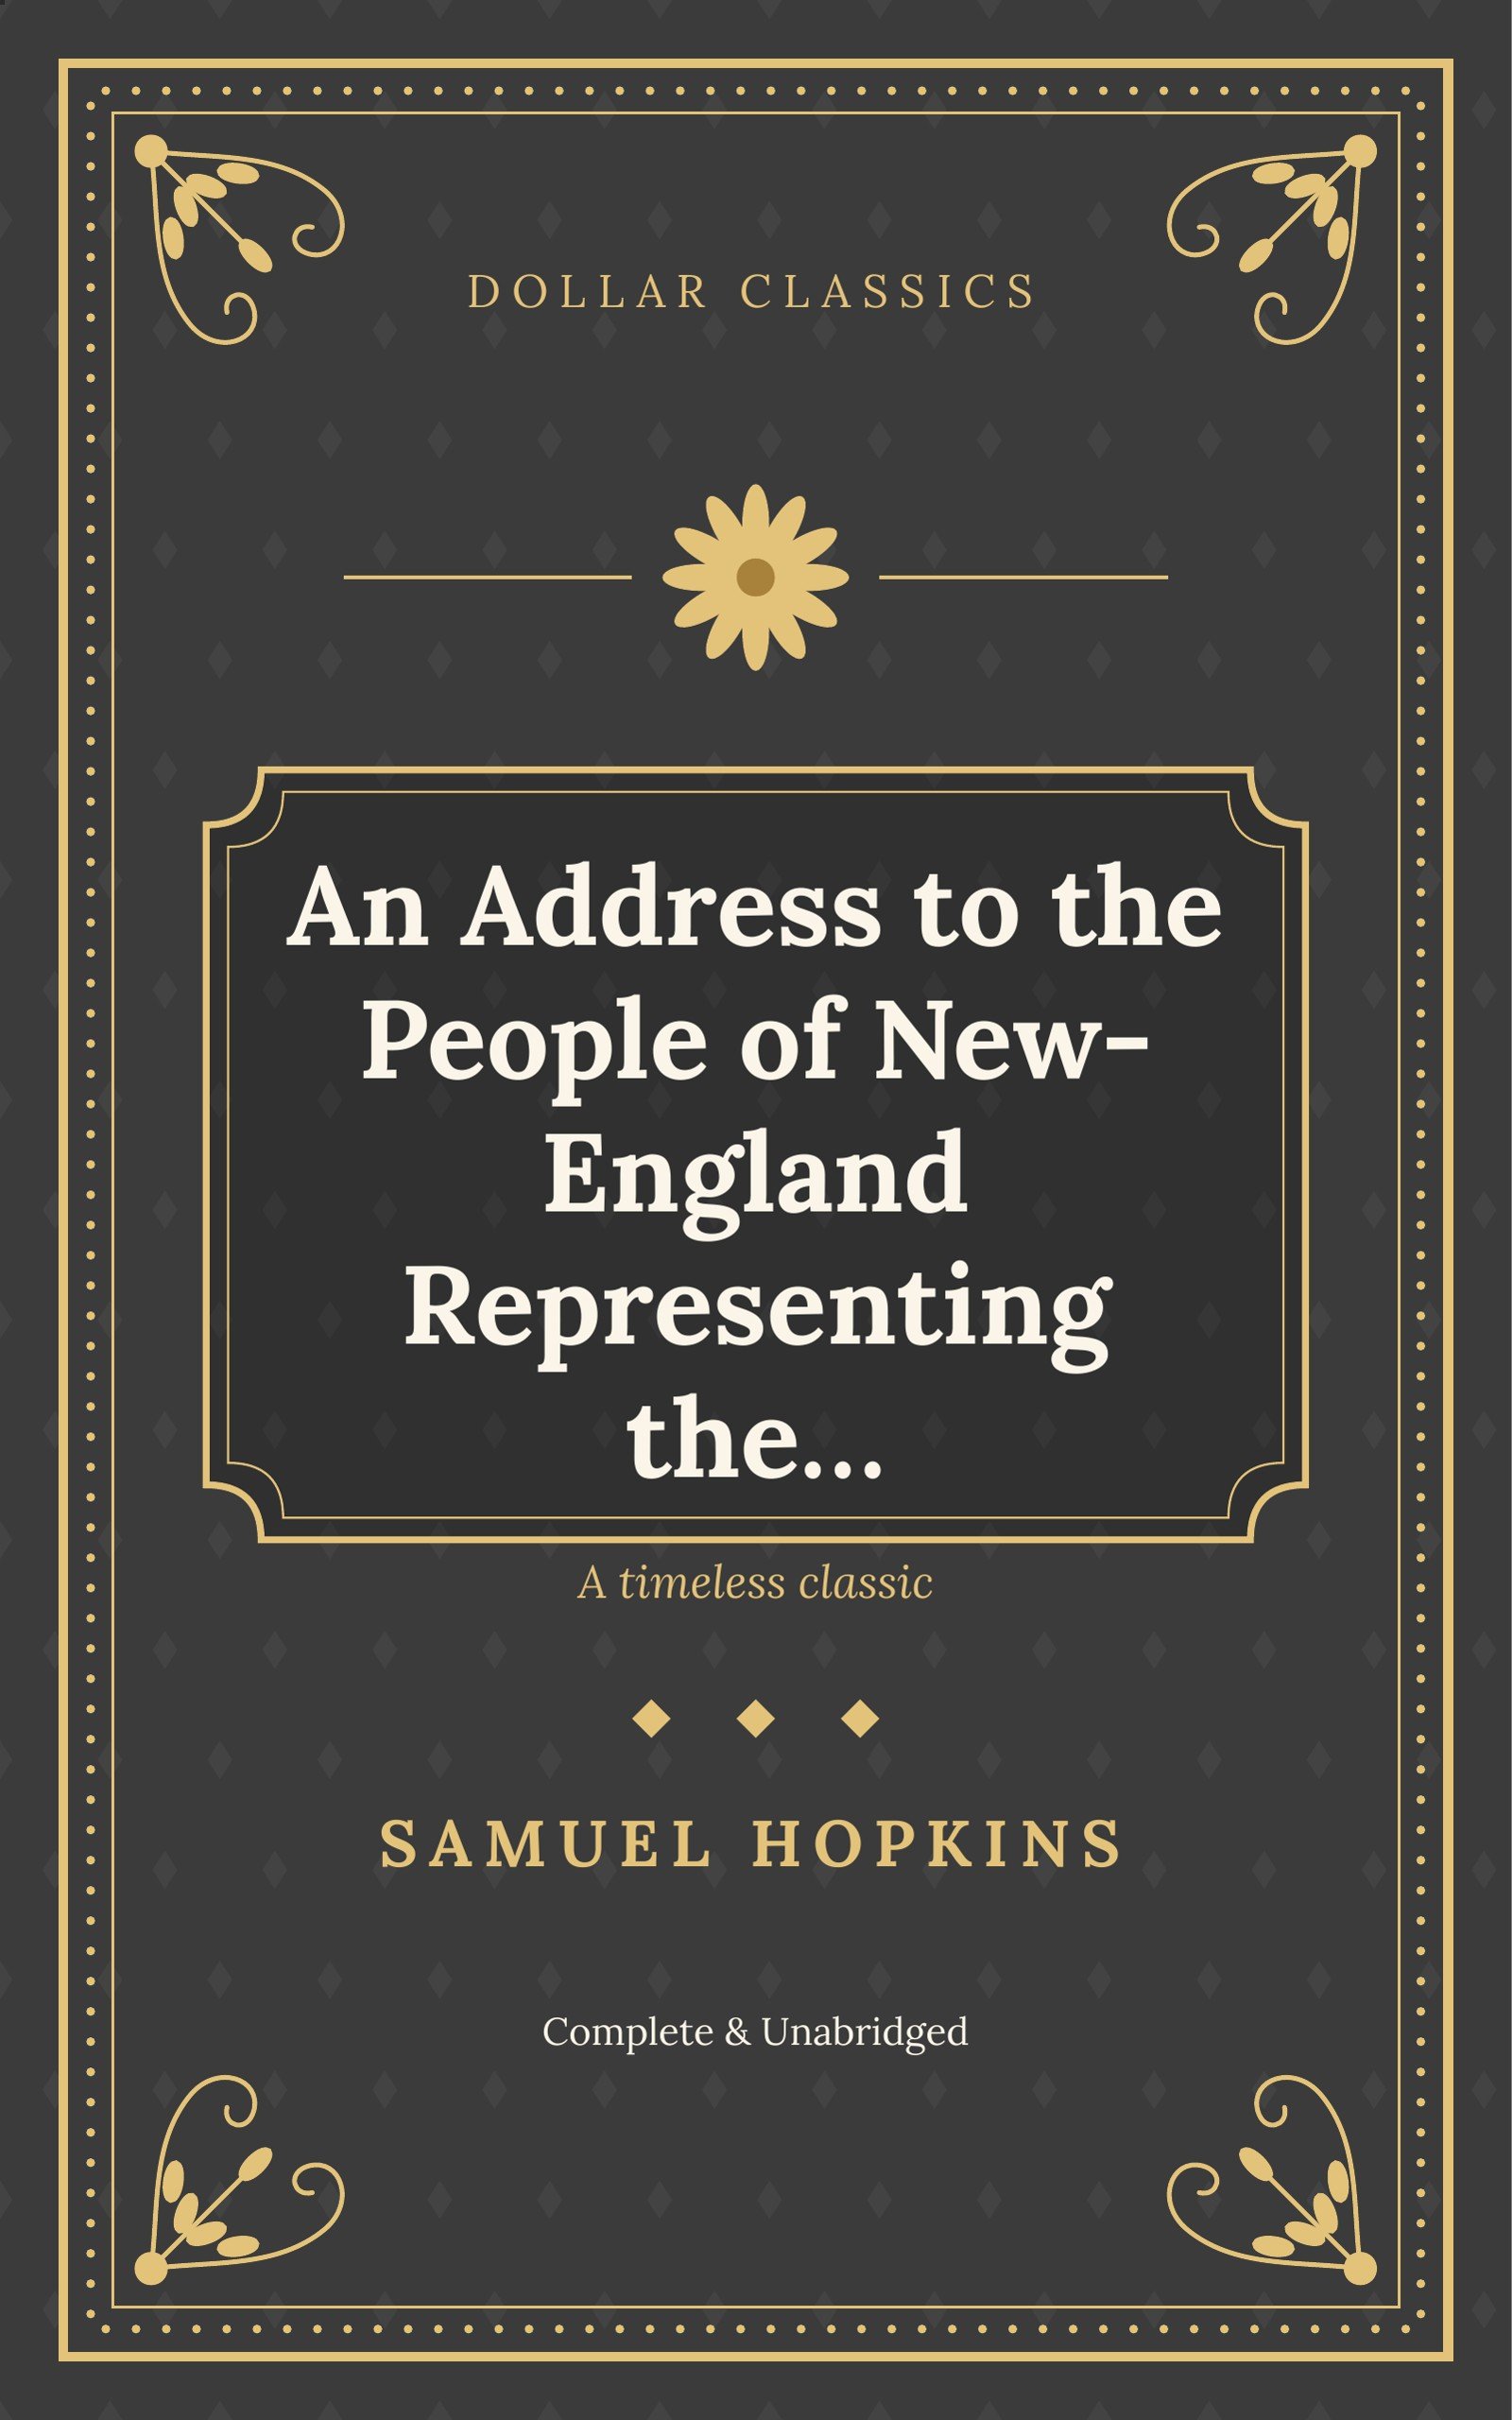 DOLLAR CLASSICS
An Address to the
People of New-
England
Representing
the...
A timeless classic
SAMUEL HOPKINS
Complete & Unabridged